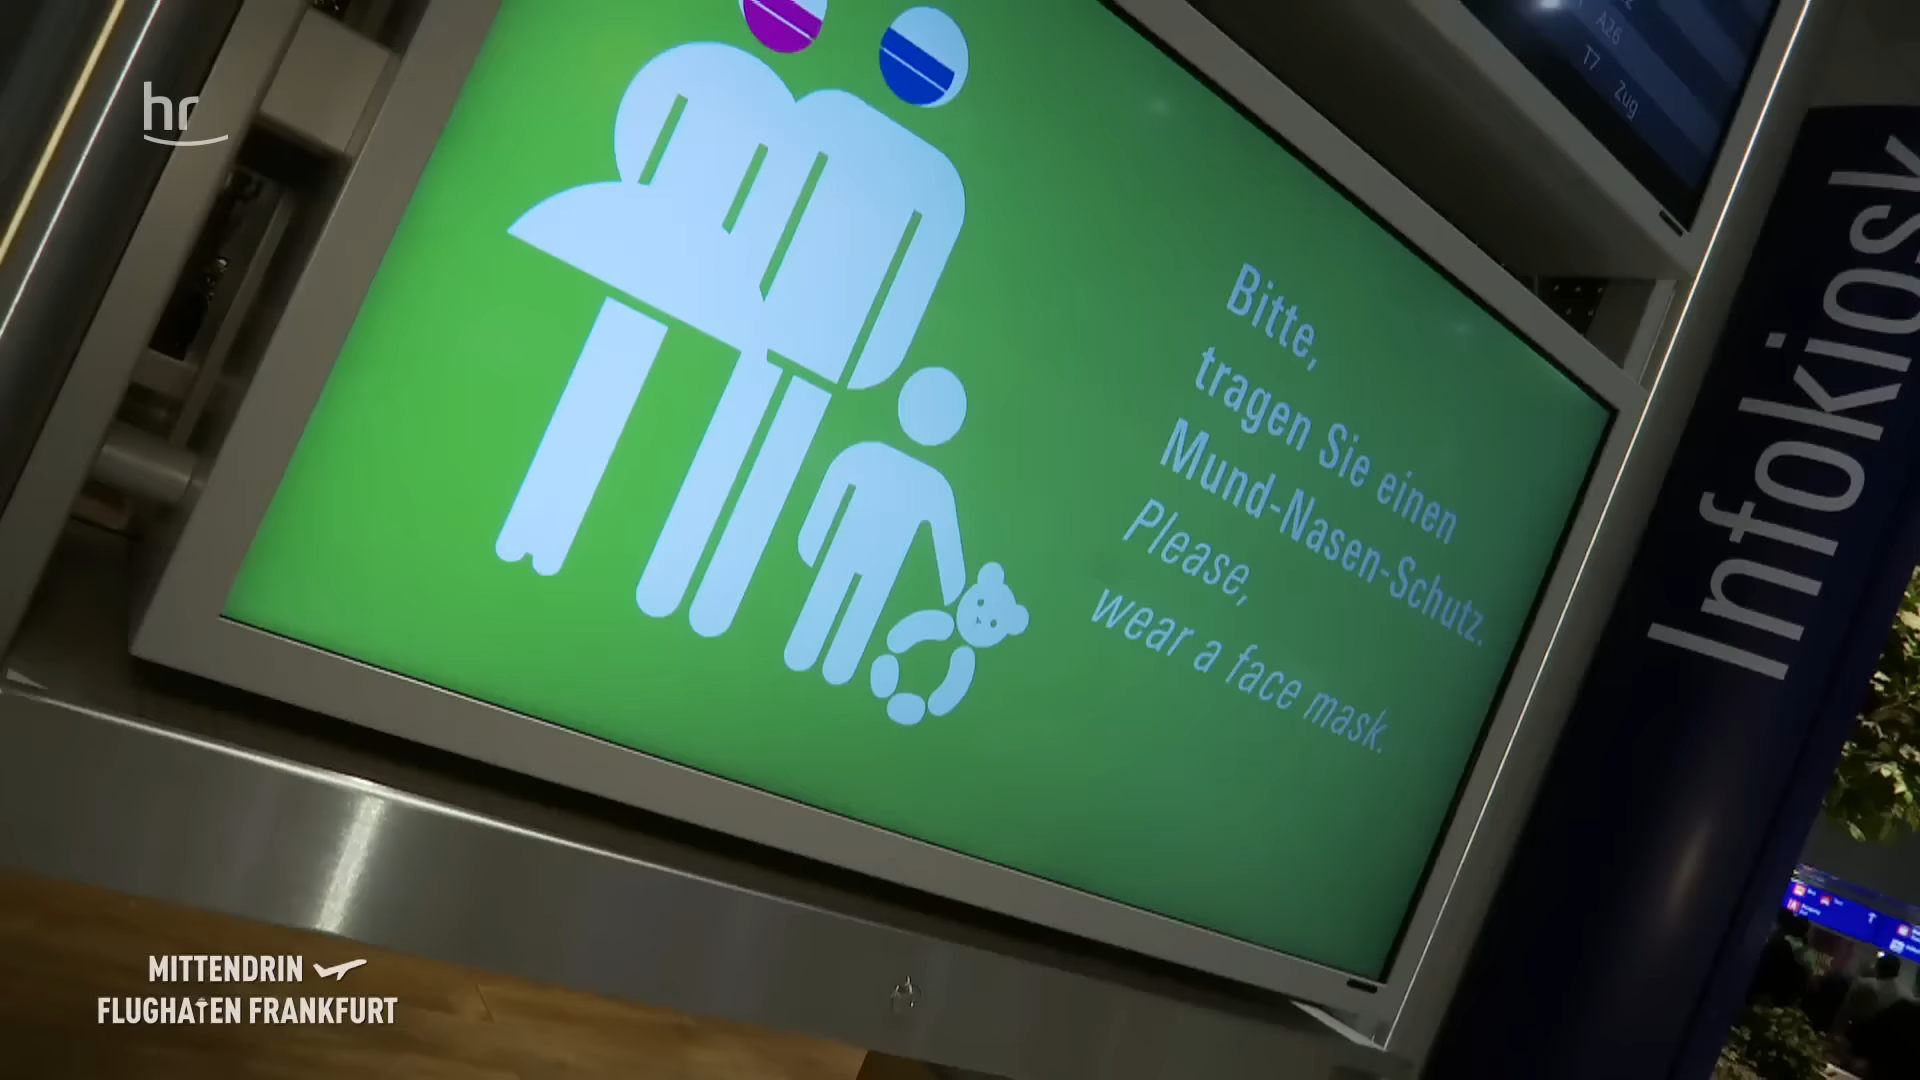 hr
A26
T7
Zug
Bitte,
tragen Sie einen
Mund-Nasen-Schutz.
Please,
wear a face mask.
Infokiosk
MITTENDRIN
FLUGHAFEN FRANKFURT